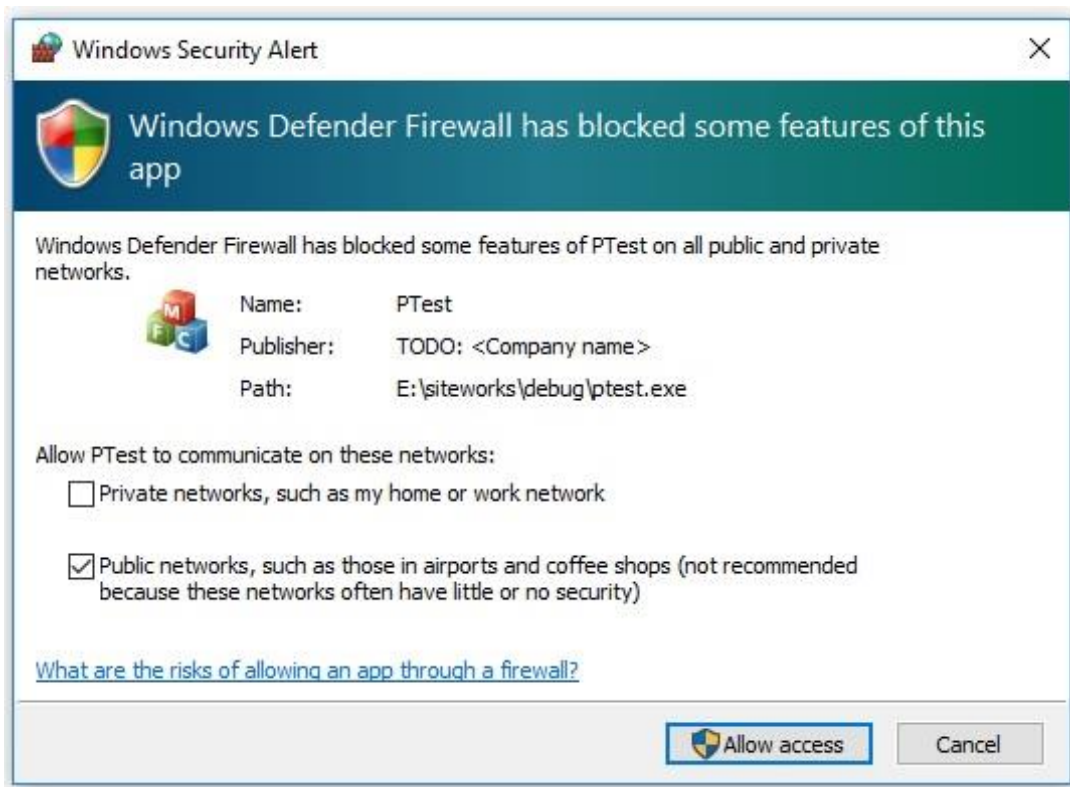 Windows Security Alert
Windows Defender Firewall has blocked some features of this
app
Windows Defender Firewall has blocked some features of PTest on all public and private
networks.
M
F C
Name: PTest
Publisher: TODO: <Company name>
Path: E:\siteworks\debug\ptest.exe
Allow PTest to communicate on these networks:
Private networks, such as my home or work network
Public networks, such as those in airports and coffee shops (not recommended
because these networks often have little or no security)
What are the risks of allowing an app through a firewall?
Allow access Cancel